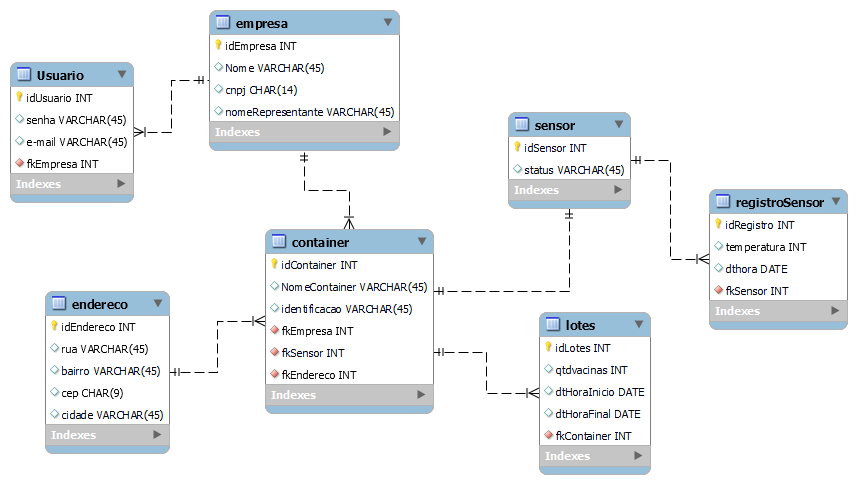 empresa
idEmpresa INT
Nome VARCHAR(45)
cnpj CHAR(14)
nomeRepresentante VARCHAR(45)
Indexes
Usuario
idUsuario INT
senha VARCHAR(45)
e-mail VARCHAR(45)
fkEmpresa INT
Indexes
sensor
idSensor INT
status VARCHAR(45)
Indexes
registroSensor
idRegistro INT
temperatura INT
dthora DATE
fkSensor INT
Indexes
container
idContainer INT
NomeContainer VARCHAR(45)
identificacao VARCHAR(45)
fkEmpresa INT
fkSensor INT
fkEndereco INT
Indexes
endereco
idEndereco INT
rua VARCHAR(45)
bairro VARCHAR(45)
cep CHAR(9)
cidade VARCHAR(45)
Indexes
lotes
idLotes INT
qtdvacinas INT
dtHoraInicio DATE
dtHoraFinal DATE
fkContainer INT
Indexes